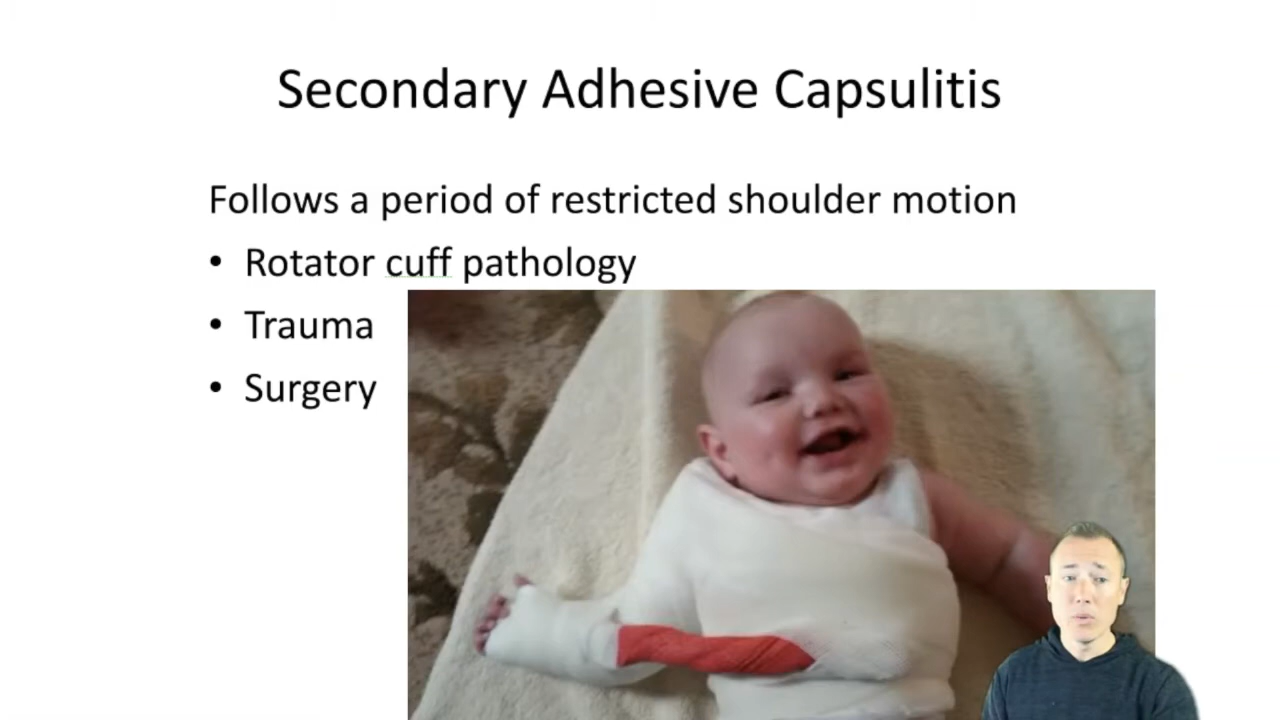 Secondary Adhesive Capsulitis
Follows a period of restricted shoulder motion
• Rotator cuff pathology
• Trauma
• Surgery